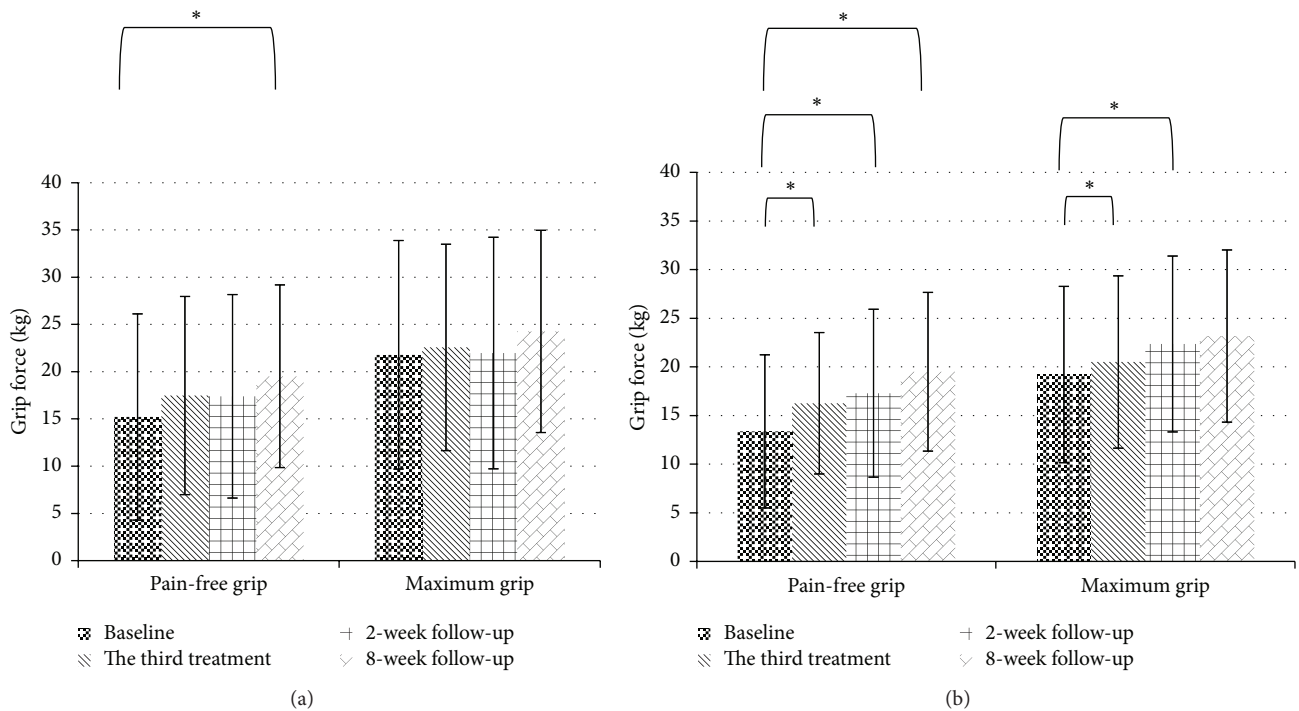 *
40
35
30
25
20
15
10
5
0
Grip force (kg)
Pain-free grip
Maximum grip
Baseline
2-week follow-up
The third treatment
8-week follow-up
(a)
*
*
*
*
*
40
35
30
25
20
15
10
5
0
Grip force (kg)
Pain-free grip
Maximum grip
Baseline
2-week follow-up
The third treatment
8-week follow-up
(b)